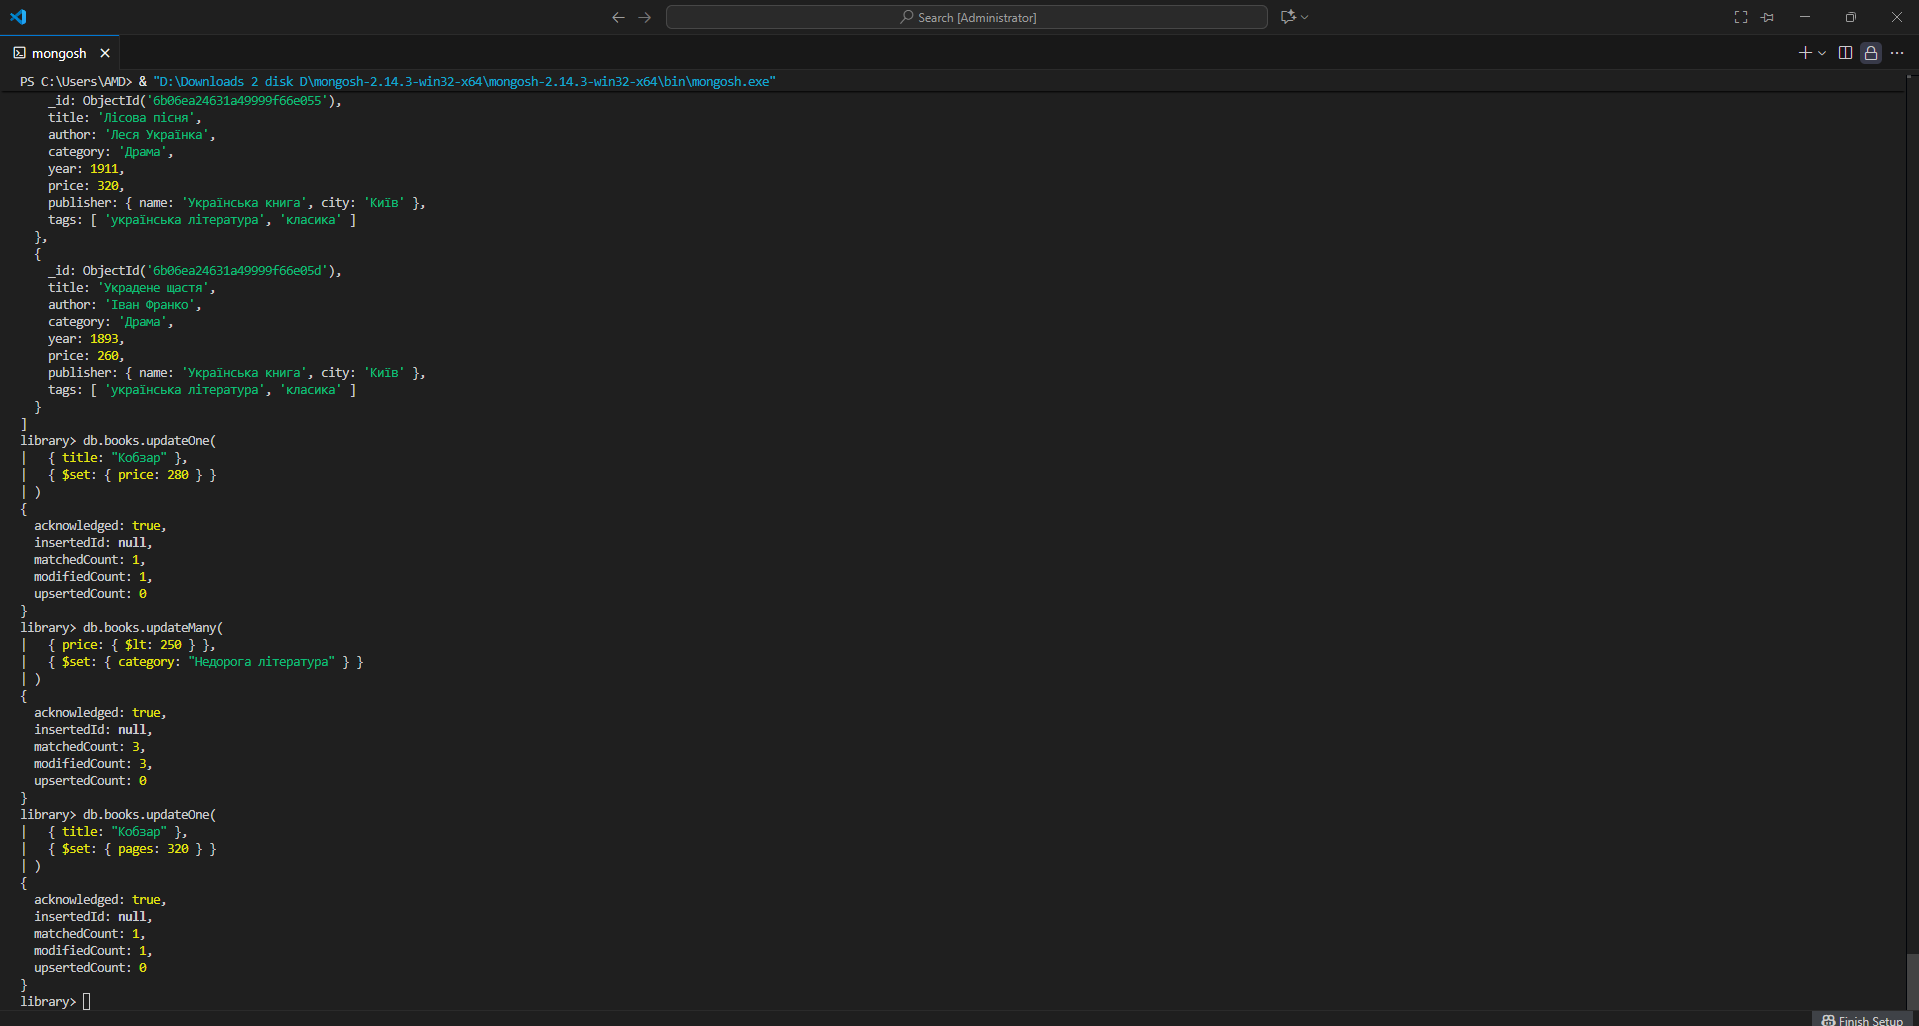 Search [Administrator]
mongosh
PS C:\Users\AMD> & "D:\Downloads 2 disk D\mongosh-2.14.3-win32-x64\mongosh-2.14.3-win32-x64\bin\mongosh.exe"
    _id: ObjectId('6b06ea24631a49999f66e055'),
    title: 'Лісова пісня',
    author: 'Леся Українка',
    category: 'Драма',
    year: 1911,
    price: 320,
    publisher: { name: 'Українська книга', city: 'Київ' },
    tags: [ 'українська література', 'класика' ]
  },
  {
    _id: ObjectId('6b06ea24631a49999f66e05d'),
    title: 'Украдене щастя',
    author: 'Іван Франко',
    category: 'Драма',
    year: 1893,
    price: 260,
    publisher: { name: 'Українська книга', city: 'Київ' },
    tags: [ 'українська література', 'класика' ]
  }
]
library> db.books.updateOne(
|   { title: "Кобзар" },
|   { $set: { price: 280 } }
| )
{
  acknowledged: true,
  insertedId: null,
  matchedCount: 1,
  modifiedCount: 1,
  upsertedCount: 0
}
library> db.books.updateMany(
|   { price: { $lt: 250 } },
|   { $set: { category: "Недорога література" } }
| )
{
  acknowledged: true,
  insertedId: null,
  matchedCount: 3,
  modifiedCount: 3,
  upsertedCount: 0
}
library> db.books.updateOne(
|   { title: "Кобзар" },
|   { $set: { pages: 320 } }
| )
{
  acknowledged: true,
  insertedId: null,
  matchedCount: 1,
  modifiedCount: 1,
  upsertedCount: 0
}
library>
Finish Setup